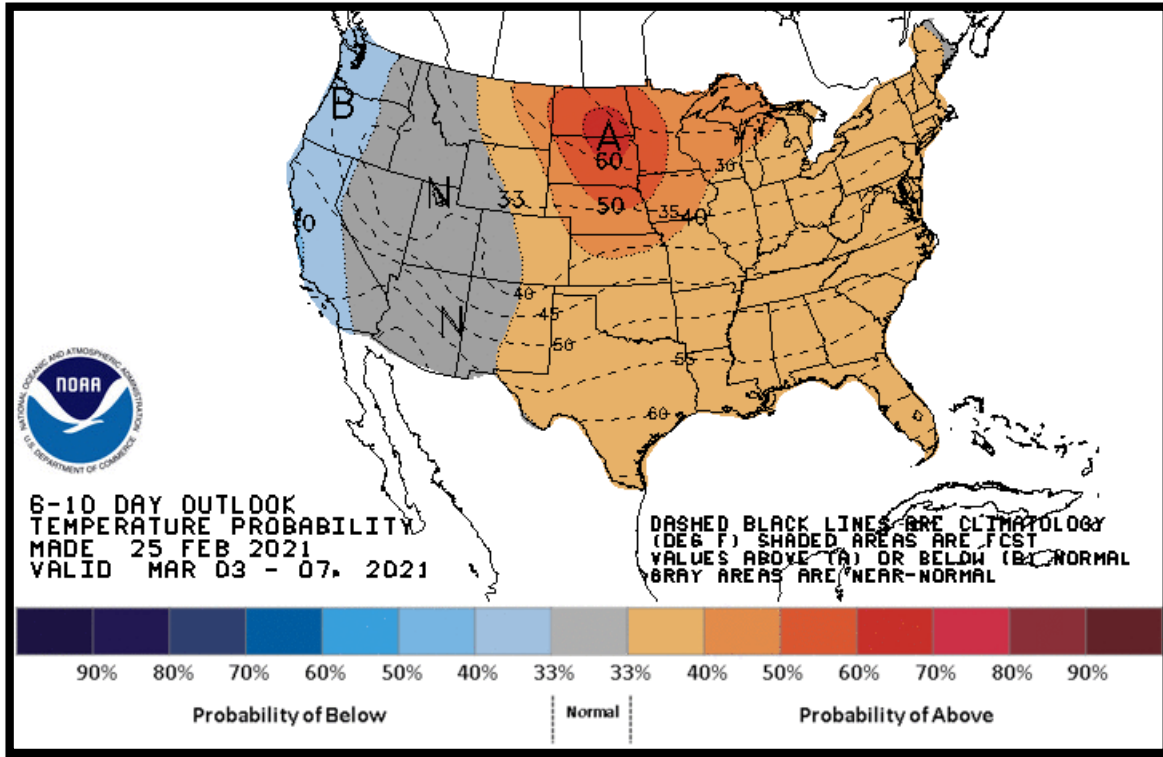 B
A
60
30
N
33
50
35
40
40
40
N
45
50
55
60
NATIONAL OCEANIC AND ATMOSPHERIC ADMINISTRATION
NOAA
U.S. DEPARTMENT OF COMMERCE
6-10 DAY OUTLOOK
TEMPERATURE PROBABILITY
MADE 25 FEB 2021
VALID MAR 03 - 07, 2021
DASHED BLACK LINES ARE CLIMATOLOGY
(DEG F) SHADED AREAS ARE FCST
VALUES ABOVE (A) OR BELOW (B) NORMAL
GRAY AREAS ARE NEAR-NORMAL
90% 80% 70% 60% 50% 40% 33% 33% 40% 50% 60% 70% 80% 90%
Probability of Below Normal Probability of Above